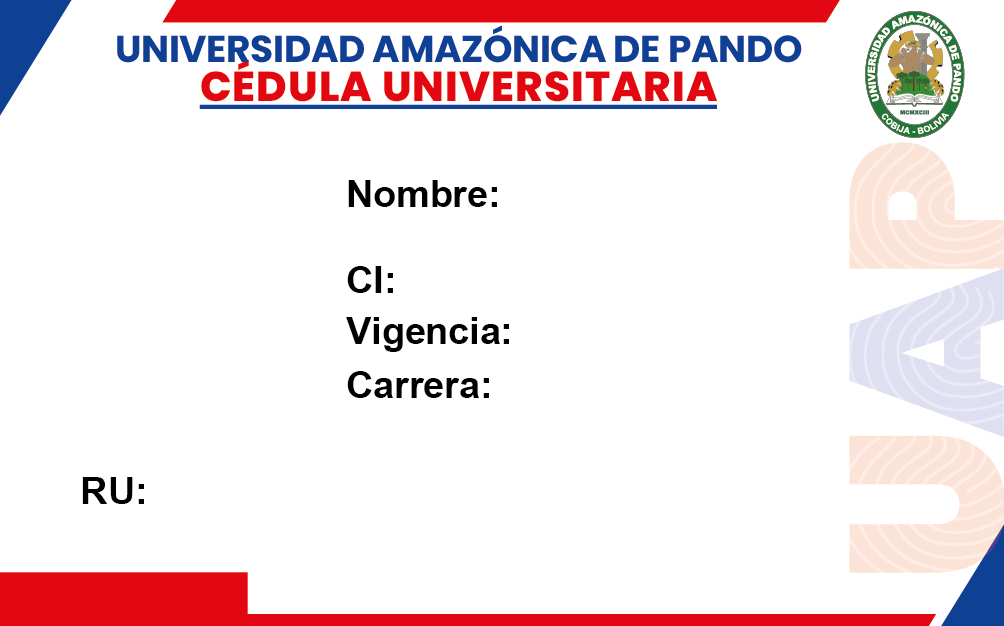 UNIVERSIDAD AMAZÓNICA DE PANDO
CÉDULA UNIVERSITARIA
UNIVERSIDAD AMAZÓNICA DE PANDO
MCMXCIII
COBIJA - BOLIVIA
Nombre:
CI:
Vigencia:
Carrera:
RU:
UAP